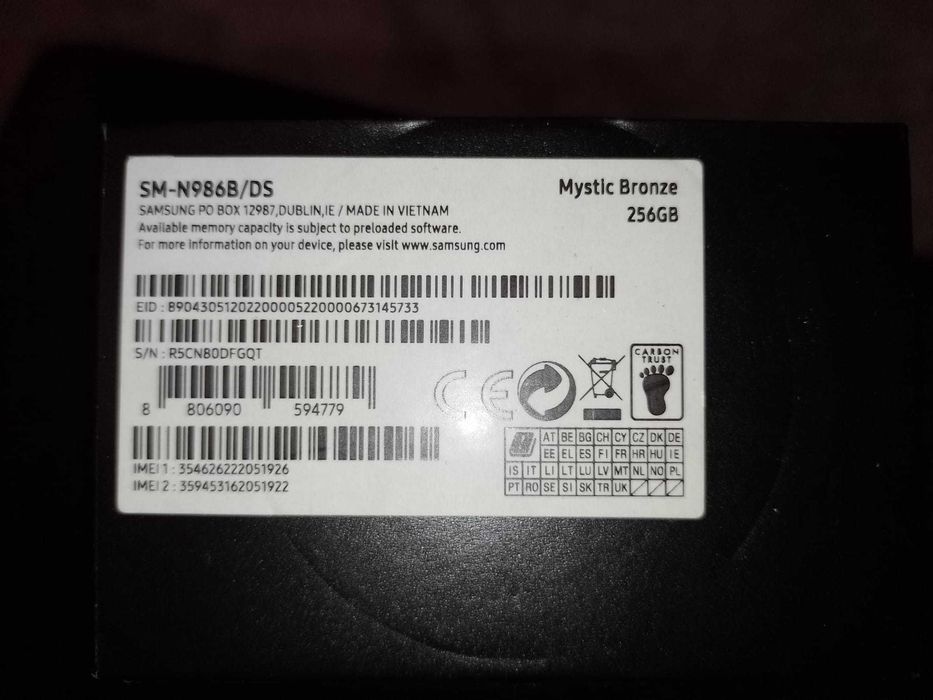 SM-N986B/DS
Mystic Bronze
256GB
SAMSUNG PO BOX 12987,DUBLIN,IE / MADE IN VIETNAM
Available memory capacity is subject to preloaded software.
For more information on your device, please visit www.samsung.com
EID : 89043051202200005220000673145733
S/N : R5CN80DFGQT
8 806090 594779
CE
CARBON
TRUST
AT BE BG CH CY CZ DK DE
EE EL ES FI FR HR HU IE
IS IT LI LT LU LV MT NL NO PL
PT RO SE SI SK TR UK
IMEI 1 : 354626222051926
IMEI 2 : 359453162051922